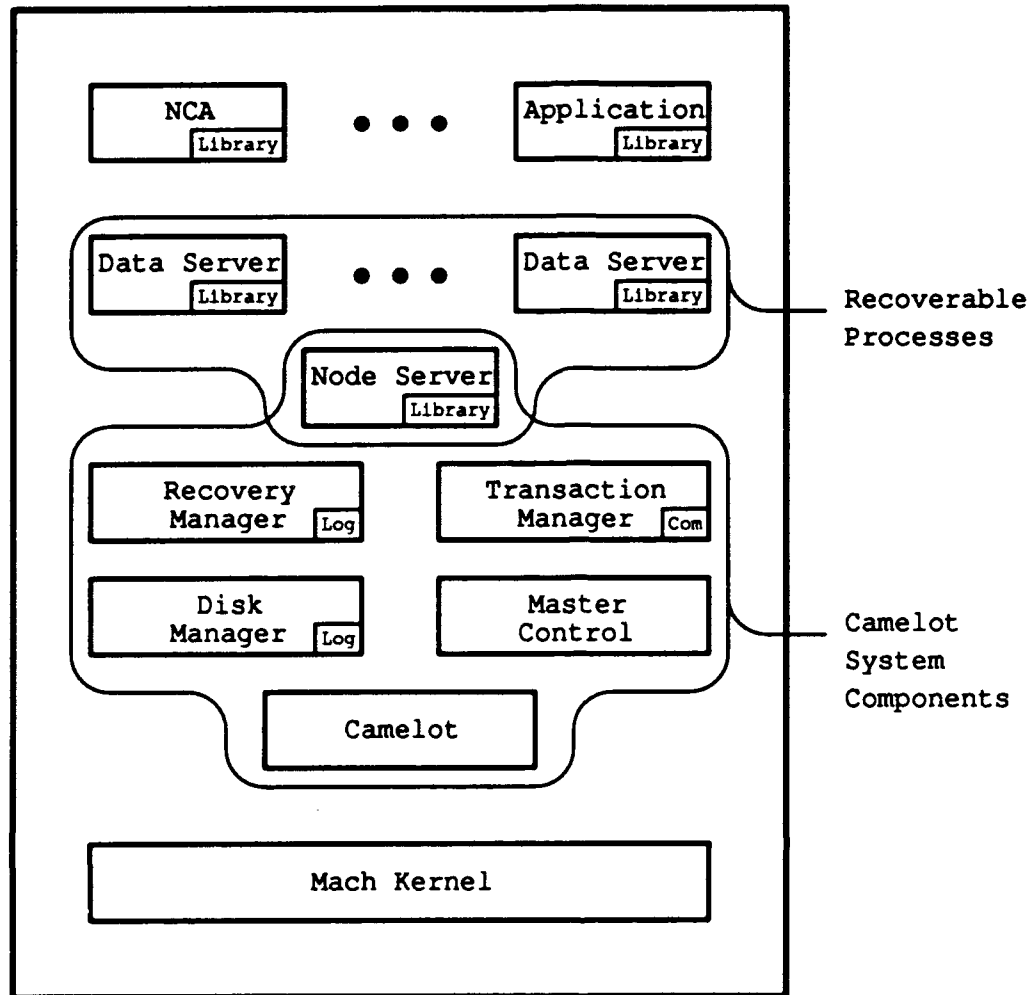 NCA
Library
Application
Library
Data Server
Library
Data Server
Library
Recoverable
Processes
Node Server
Library
Recovery
Manager
Log
Transaction
Manager
Com
Disk
Manager
Log
Master
Control
Camelot
System
Components
Camelot
Mach Kernel